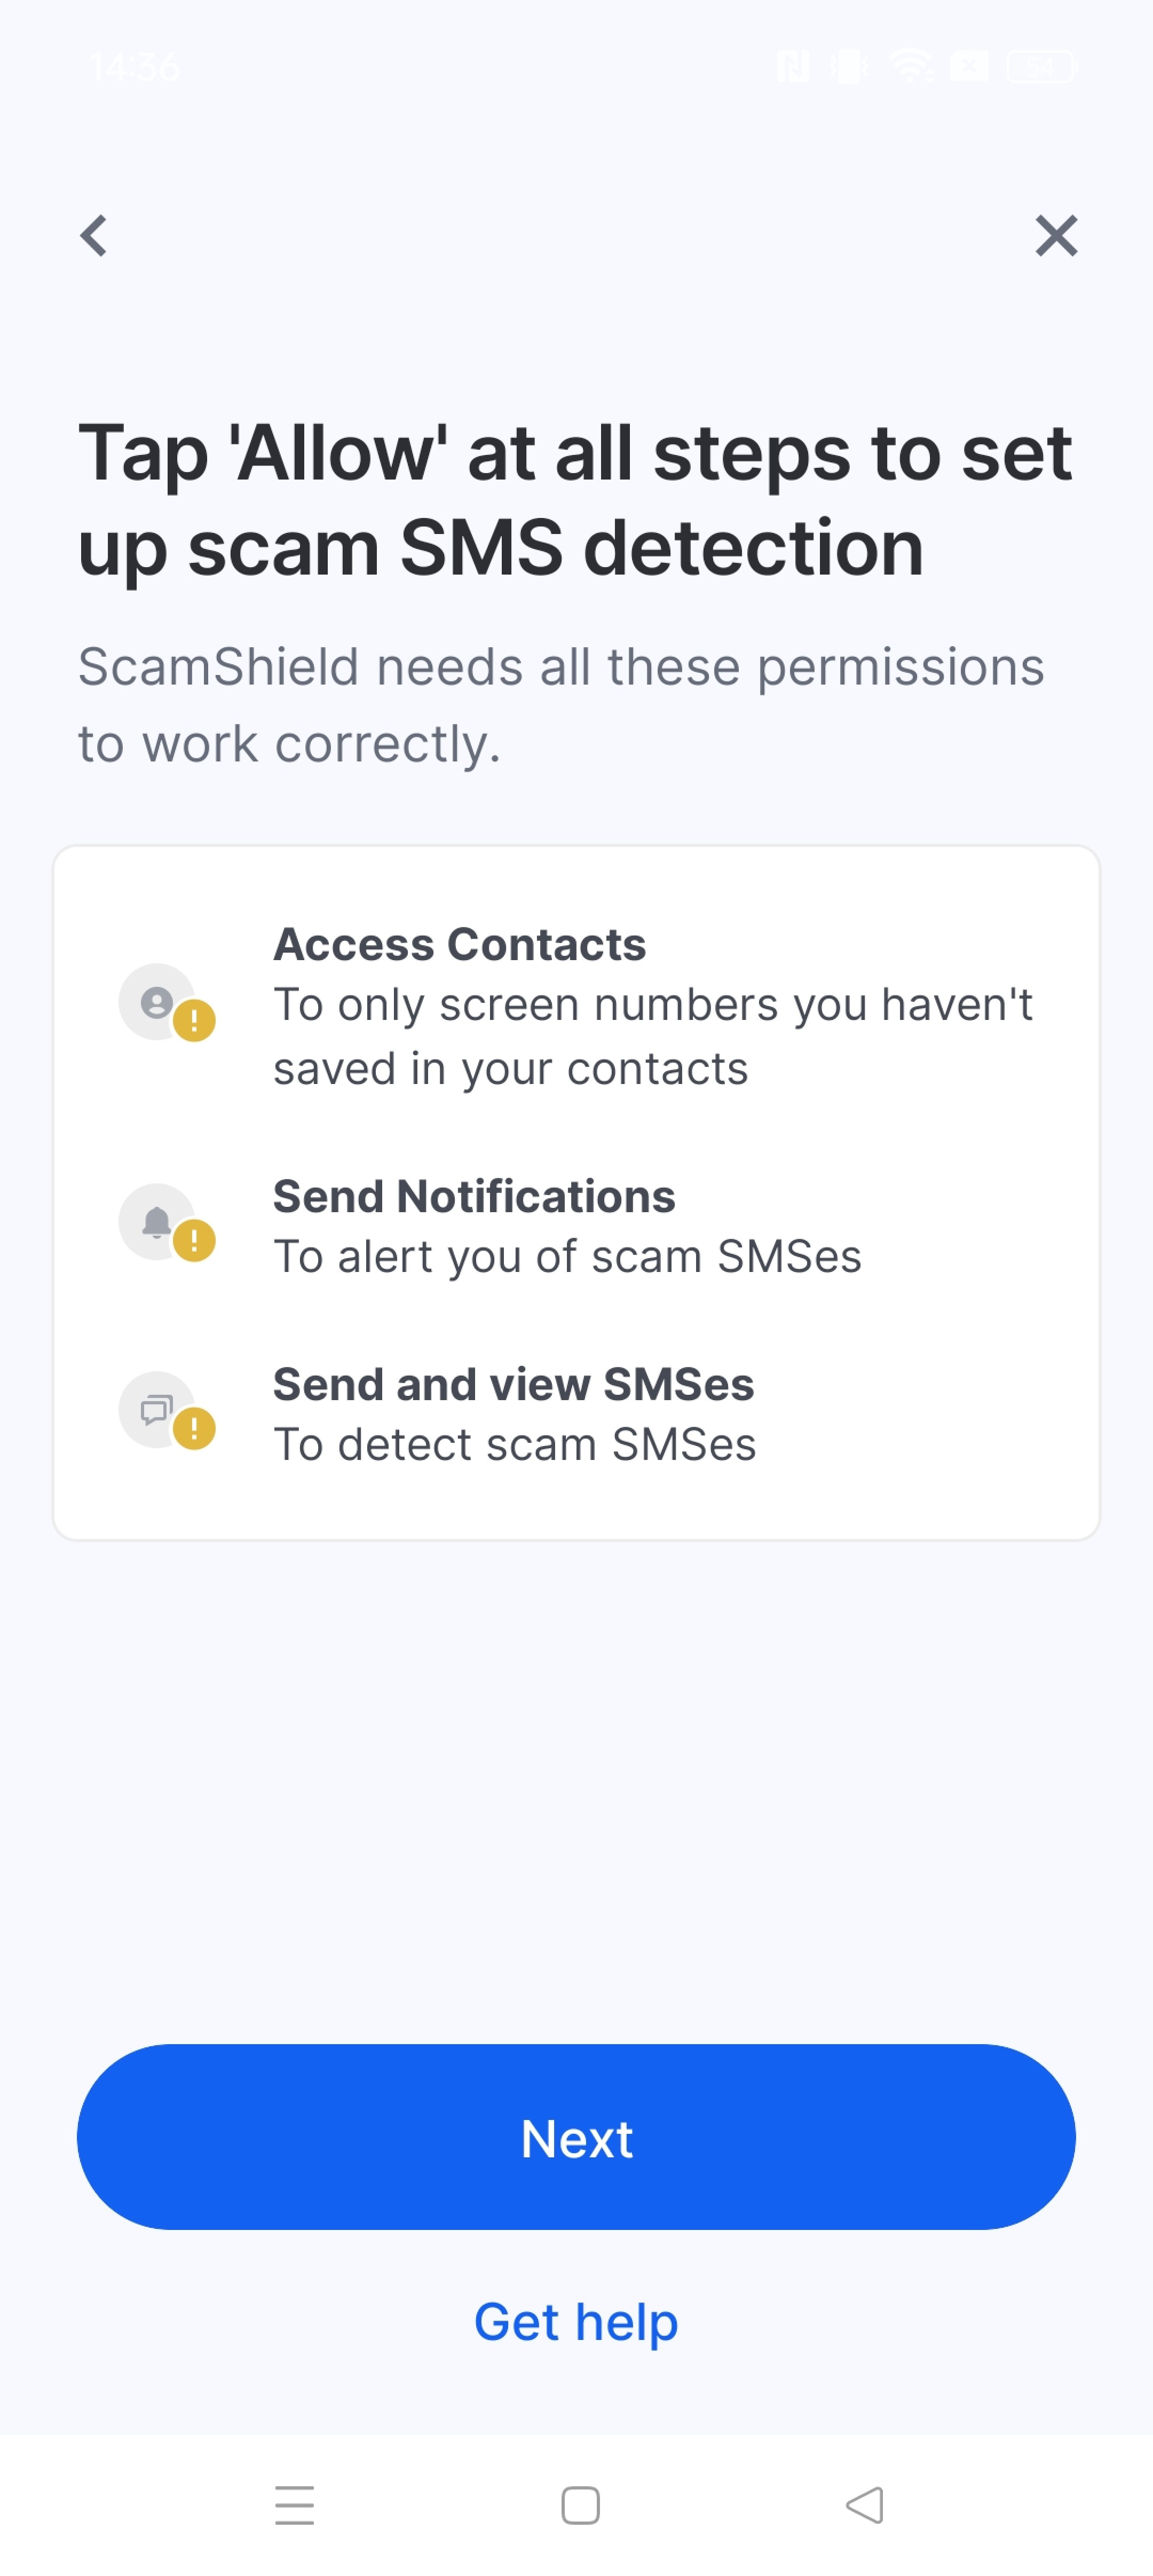 14:36
54
Tap 'Allow' at all steps to set
up scam SMS detection
ScamShield needs all these permissions
to work correctly.
Access Contacts
To only screen numbers you haven't
saved in your contacts
Send Notifications
To alert you of scam SMSes
Send and view SMSes
To detect scam SMSes
Next
Get help